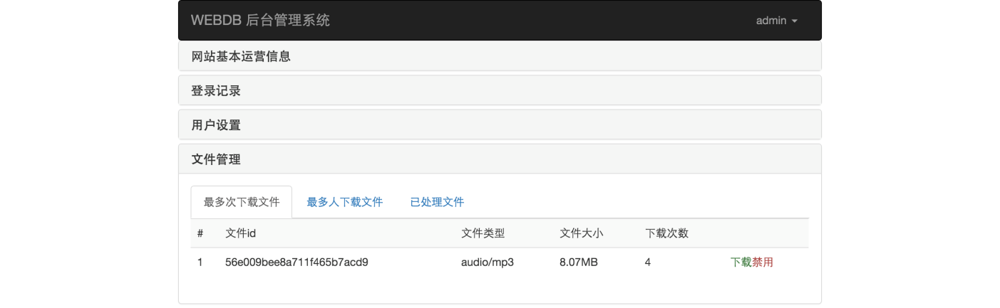 WEBDB 后台管理系统 admin
网站基本运营信息
登录记录
用户设置
文件管理
最多次下载文件 最多人下载文件 已处理文件
# 文件id 文件类型 文件大小 下载次数
1 56e009bee8a711f465b7acd9 audio/mp3 8.07MB 4 下载禁用